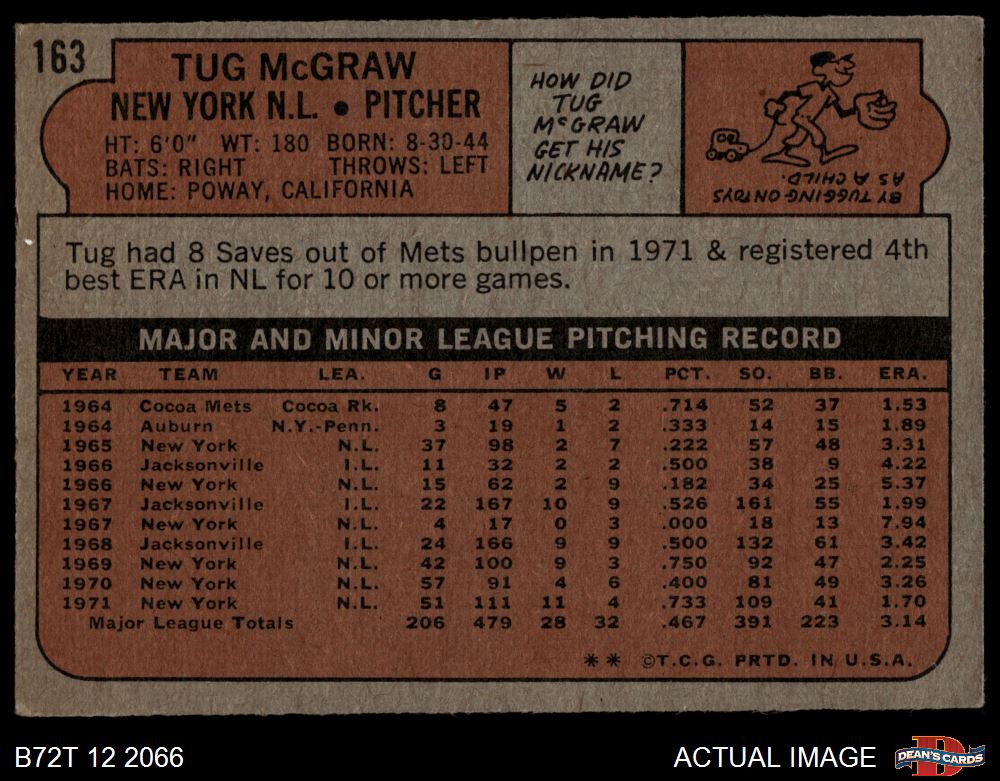 163
TUG McGRAW
NEW YORK N.L. • PITCHER
HT: 6'0" WT: 180 BORN: 8-30-44
BATS: RIGHT THROWS: LEFT
HOME: POWAY, CALIFORNIA
HOW DID
TUG
McGRAW
GET HIS
NICKNAME?
BY TUGGING ON TOYS
AS A CHILD.
Tug had 8 Saves out of Mets bullpen in 1971 & registered 4th
best ERA in NL for 10 or more games.
MAJOR AND MINOR LEAGUE PITCHING RECORD
YEAR TEAM LEA. G IP W L PCT. SO. BB. ERA.
1964 Cocoa Mets Cocoa Rk. 8 47 5 2 .714 52 37 1.53
1964 Auburn N.Y.-Penn. 3 19 1 2 .333 14 15 1.89
1965 New York N.L. 37 98 2 7 .222 57 48 3.31
1966 Jacksonville I.L. 11 32 2 2 .500 38 9 4.22
1966 New York N.L. 15 62 2 9 .182 34 25 5.37
1967 Jacksonville I.L. 22 167 10 9 .526 161 55 1.99
1967 New York N.L. 4 17 0 3 .000 18 13 7.94
1968 Jacksonville I.L. 24 166 9 9 .500 132 61 3.42
1969 New York N.L. 42 100 9 3 .750 92 47 2.25
1970 New York N.L. 57 91 4 6 .400 81 49 3.26
1971 New York N.L. 51 111 11 4 .733 109 41 1.70
Major League Totals 206 479 28 32 .467 391 223 3.14
** ©T.C.G. PRTD. IN U.S.A.
B72T 12 2066
ACTUAL IMAGE
D
DEAN'S CARDS